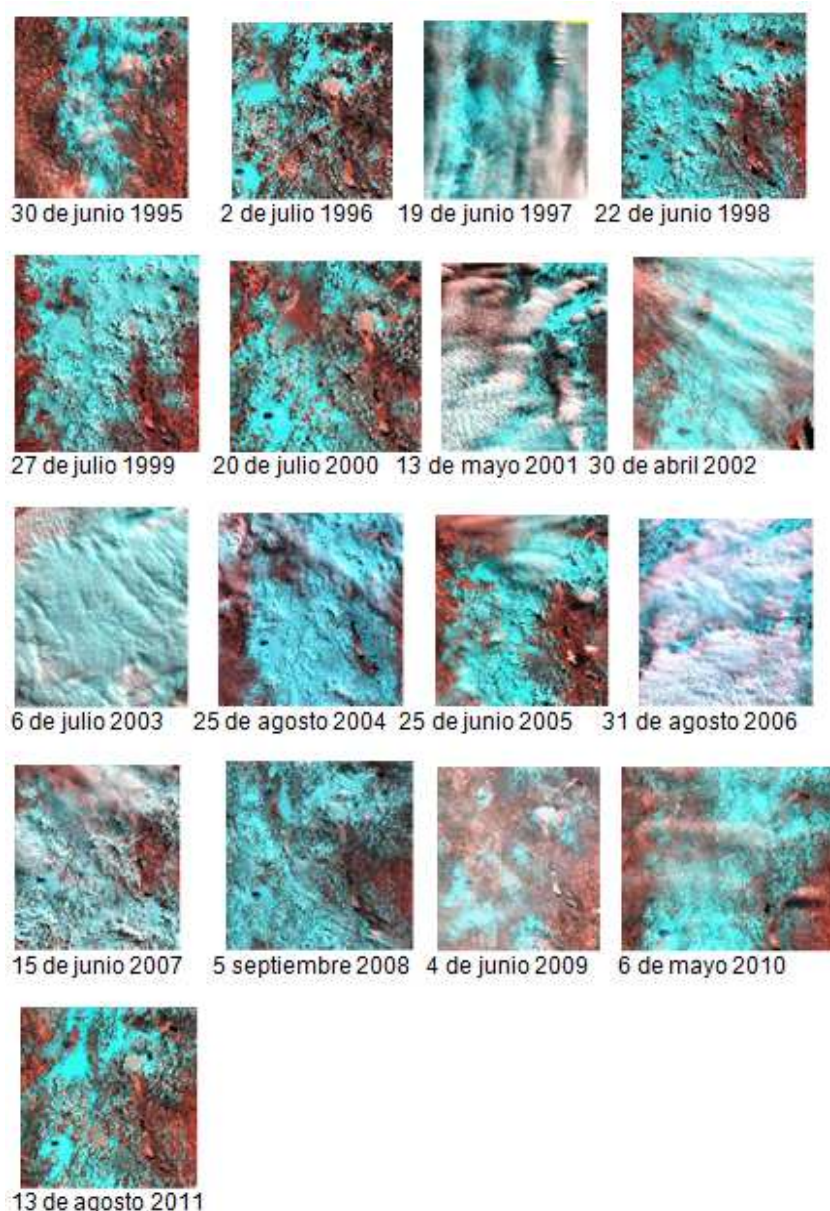 30 de junio 1995 2 de julio 1996 19 de junio 1997 22 de junio 1998
27 de julio 1999 20 de julio 2000 13 de mayo 2001 30 de abril 2002
6 de julio 2003 25 de agosto 2004 25 de junio 2005 31 de agosto 2006
15 de junio 2007 5 septiembre 2008 4 de junio 2009 6 de mayo 2010
13 de agosto 2011